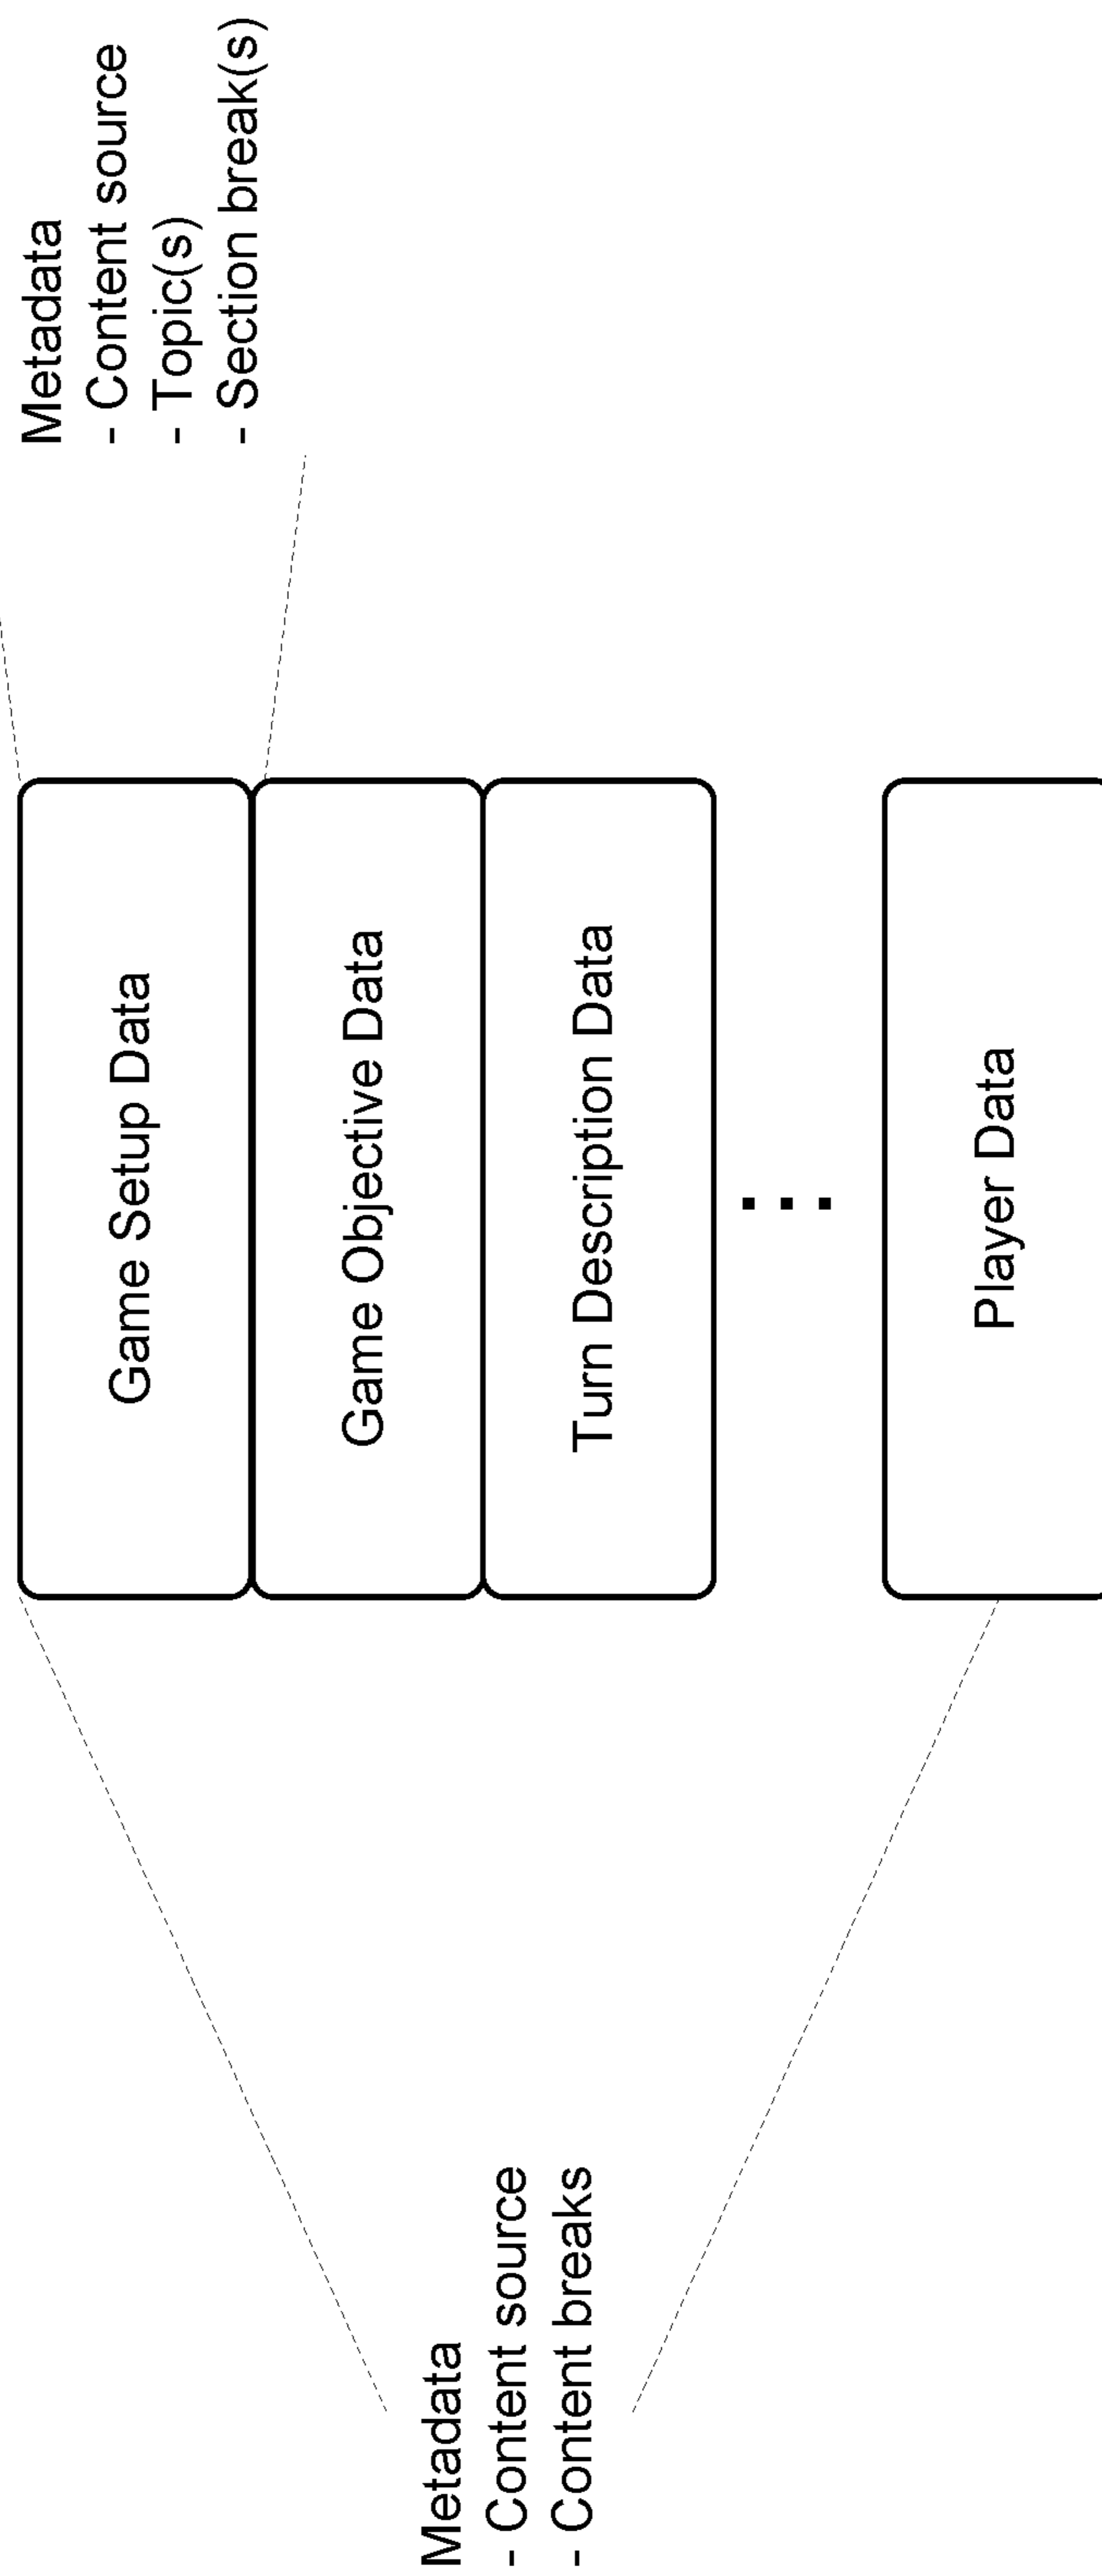 Metadata
- Content source
- Content breaks
Game Setup Data
Game Objective Data
Turn Description Data
Player Data
Metadata
- Content source
- Topic(s)
- Section break(s)